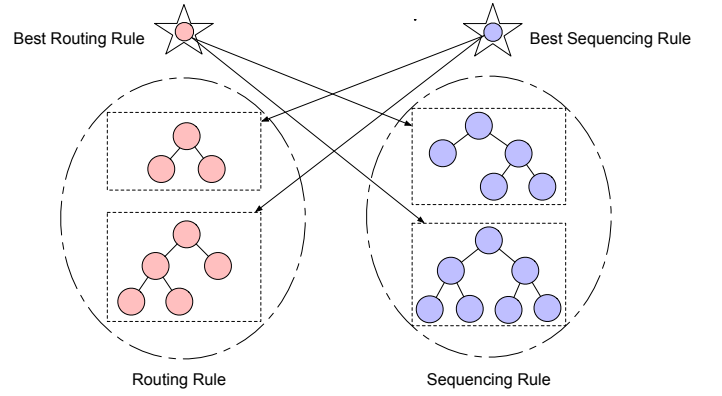 Best Routing Rule
Best Sequencing Rule
Routing Rule
Sequencing Rule